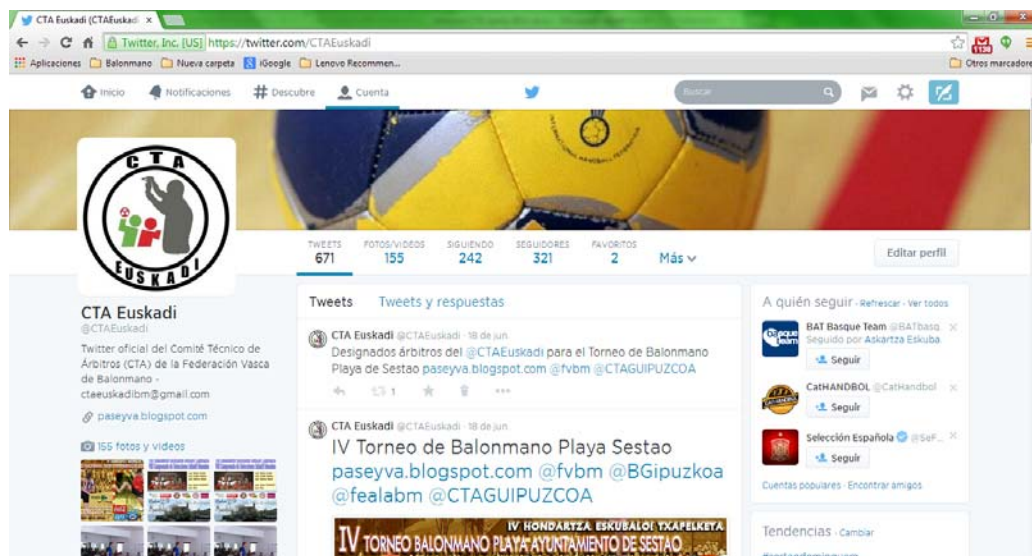 CTA Euskadi (CTAEuskad
Twitter, Inc. [US] https://twitter.com/CTAEuskadi
Aplicaciones Balonmano Nueva carpeta iGoogle Lenovo Recommen... Otros marcadore
Inicio Notificaciones Descubre Cuenta Buscar
CTA
EUSKADI
TWEETS FOTOS/VIDEOS SIGUIENDO SEGUIDORES FAVORITOS
671 155 242 321 2 Más
Editar perfil
CTA Euskadi
@CTAEuskadi
Twitter oficial del Comité Técnico de
Árbitros (CTA) de la Federación Vasca
de Balonmano -
ctaeuskadibm@gmail.com
paseyva.blogspot.com
155 fotos y videos
Tweets Tweets y respuestas
CTA Euskadi @CTAEuskadi · 18 de jun.
Designados árbitros del @CTAEuskadi para el Torneo de Balonmano
Playa de Sestao paseyva.blogspot.com @fvbm @CTAGUIPUZCOA
1
CTA Euskadi @CTAEuskadi · 18 de jun.
IV Torneo de Balonmano Playa Sestao
paseyva.blogspot.com @fvbm @BGipuzkoa
@fealabm @CTAGUIPUZCOA
IV HONDARTZA ESKUBALOI TXAPELKETA
IV TORNEO BALONMANO PLAYA AYUNTAMIENTO DE SESTAO
A quién seguir · Refrescar · Ver todos
BAT Basque Team @BATbasq..
Seguido por Askartza Eskuba..
Seguir
CatHANDBOL @CatHandbol
Seguir
Selección Española @SeF...
Seguir
Cuentas populares · Encontrar amigos
Tendencias · Cambiar